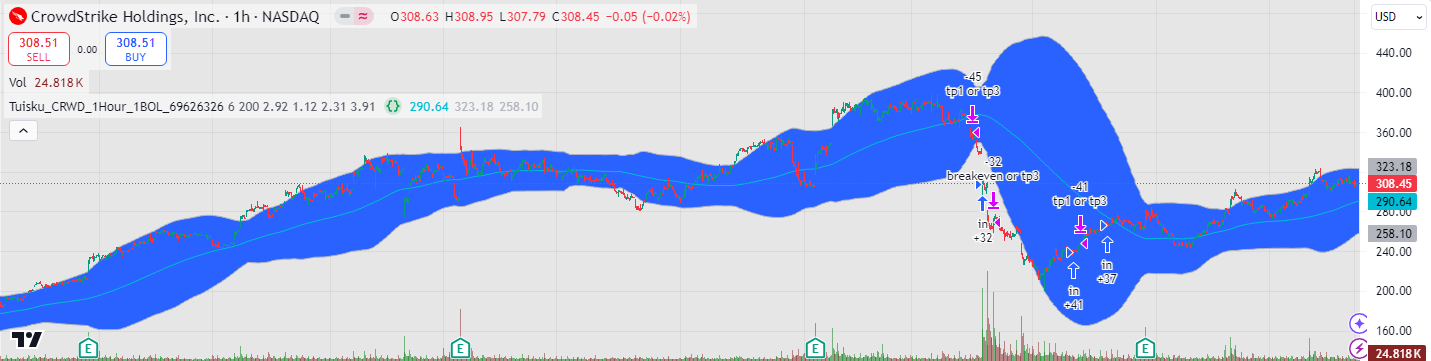 CrowdStrike Holdings, Inc. · 1h · NASDAQ O308.63 H308.95 L307.79 C308.45 −0.05 (−0.02%)
USD
308.51 0.00 308.51
SELL BUY
Vol 24.818K
Tuisku_CRWD_1Hour_1BOL_69626326 6 200 2.92 1.12 2.31 3.91 290.64 323.18 258.10
440.00
400.00
360.00
323.18
308.45
290.64
280.00
258.10
240.00
200.00
160.00
24.818K
-45
tp1 or tp3
-32
breakeven or tp3
in
+32
-41
tp1 or tp3
in
+41
in
+37
E E E E